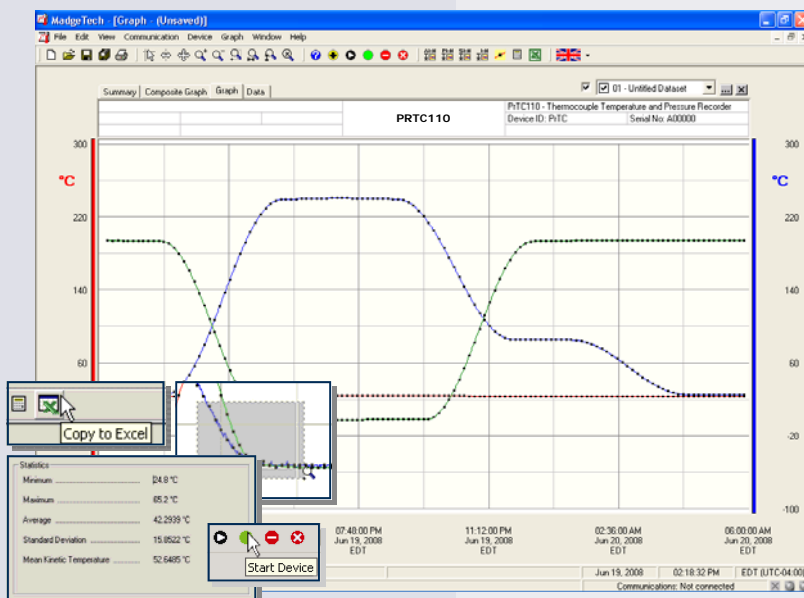 MadgeTech - [Graph - (Unsaved)]
File Edit View Communication Device Graph Window Help
01 - Untitled Dataset
Summary Composite Graph Graph Data
PRTC110
PrTC110 - Thermocouple Temperature and Pressure Recorder
Device ID: PrTC Serial No: A00000
300 300
°C °C
220 220
140 140
60 60
-20
-100
Copy to Excel
Statistics
Minimum 24.8 °C
Maximum 65.2 °C
Average 42.2939 °C
Standard Deviation 15.8522 °C
Mean Kinetic Temperature 52.6485 °C
Start Device
07:48:00 PM 11:12:00 PM 02:36:00 AM 06:00:00 AM
Jun 19, 2008 Jun 19, 2008 Jun 20, 2008 Jun 20, 2008
EDT EDT EDT EDT
Jun 19, 2008 02:18:32 PM EDT (UTC-04:00)
Communications: Not connected